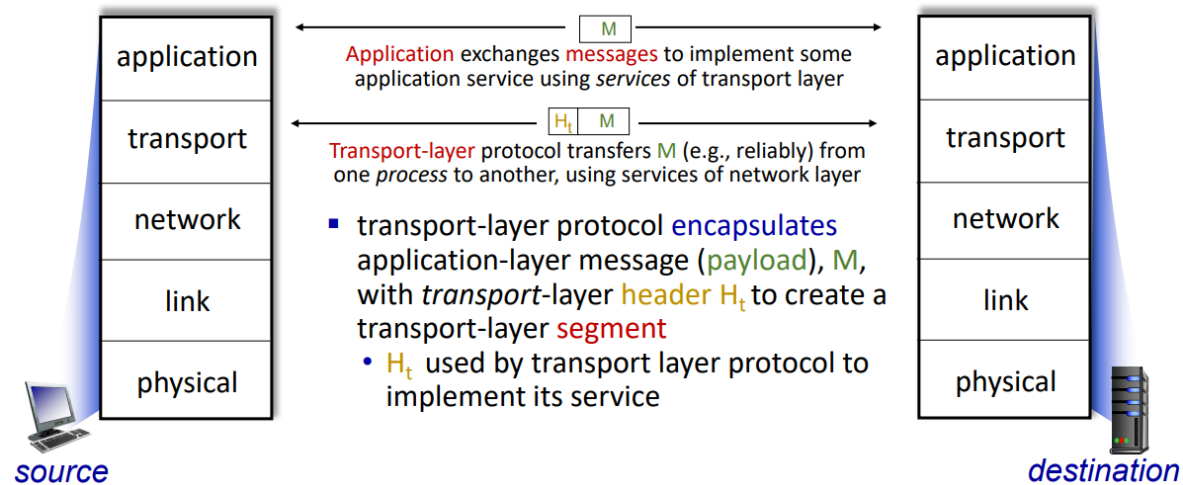 application
transport
network
link
physical
source
M
Application exchanges messages to implement some
application service using services of transport layer
Ht M
Transport-layer protocol transfers M (e.g., reliably) from
one process to another, using services of network layer
▪ transport-layer protocol encapsulates
application-layer message (payload), M,
with transport-layer header Ht to create a
transport-layer segment
• Ht used by transport layer protocol to
implement its service
application
transport
network
link
physical
destination